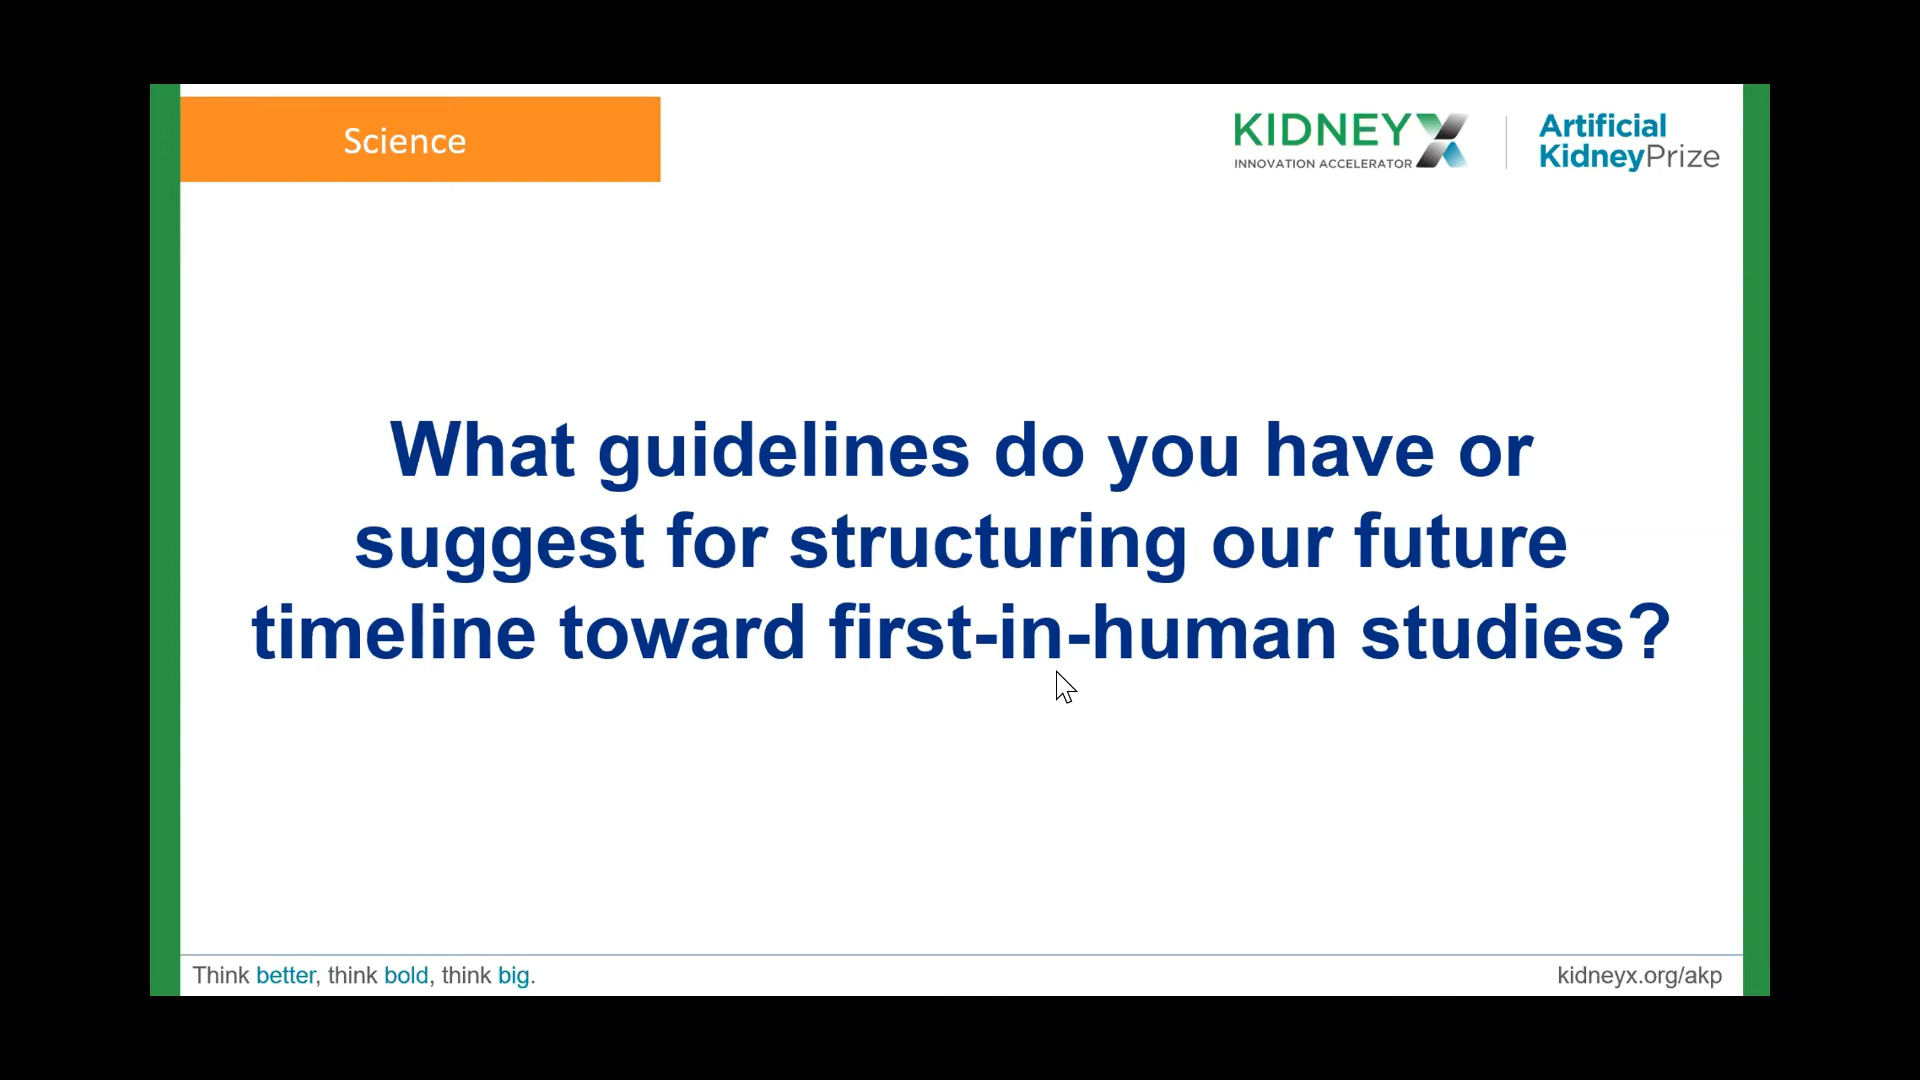 Science
KIDNEYX
INNOVATION ACCELERATOR
Artificial
KidneyPrize
What guidelines do you have or
suggest for structuring our future
timeline toward first-in-human studies?
Think better, think bold, think big.
kidneyx.org/akp